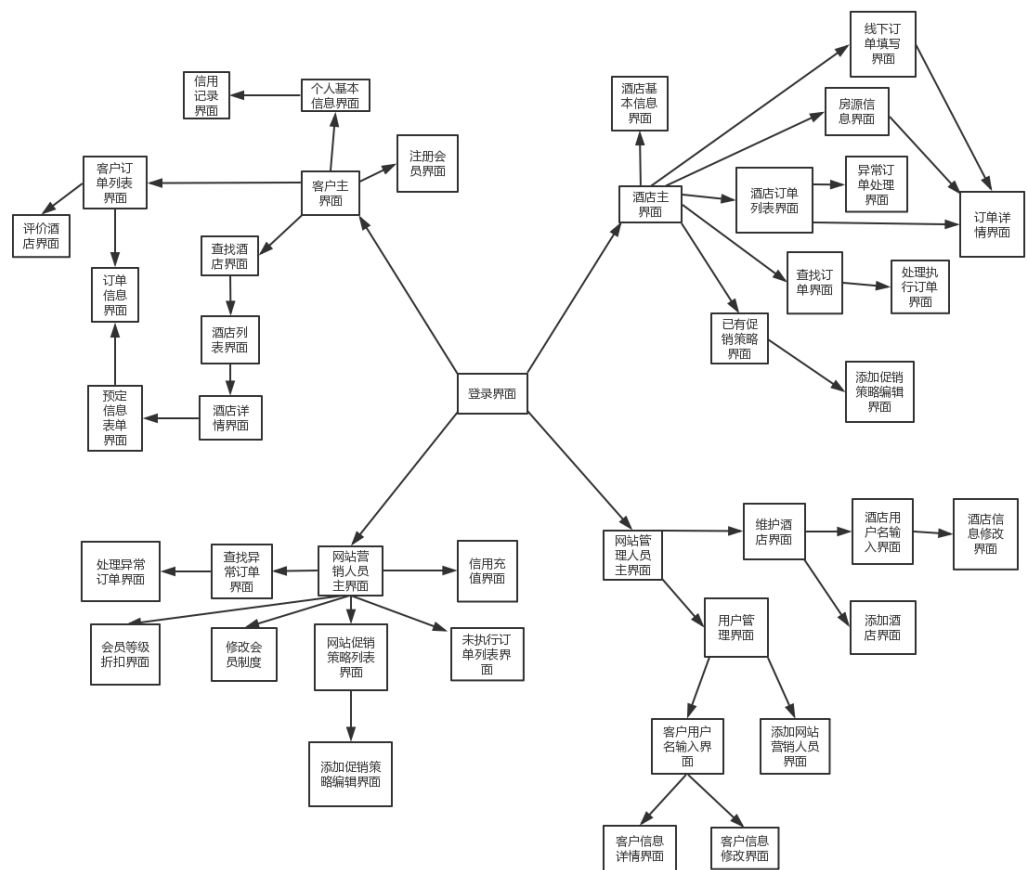 线下订
单填写
界面
信用
记录
界面
个人基本
信息界面
酒店基
本信息
界面
房源信
息界面
注册会
员界面
客户订
单列表
界面
客户主
界面
酒店主
界面
酒店订单
列表界面
异常订
单处理
界面
评价酒
店界面
订单详
情界面
查找酒
店界面
订单
信息
界面
查找订
单界面
处理执
行订单
界面
酒店列
表界面
已有促
销策略
界面
登录界面
添加促销
策略编辑
界面
预定
信息
表单
界面
酒店详
情界面
处理异常
订单界面
查找异
常订单
界面
网站营
销人员
主界面
信用充
值界面
网站管
理人员
主界面
维护酒
店界面
酒店用
户名输
入界面
酒店信
息修改
界面
会员等级
折扣界面
修改会
员制度
网站促销
策略列表
界面
未执行订
单列表界
面
用户管
理界面
添加酒
店界面
添加促销策
略编辑界面
客户用户
名输入界
面
添加网站
营销人员
界面
客户信息
详情界面
客户信息
修改界面